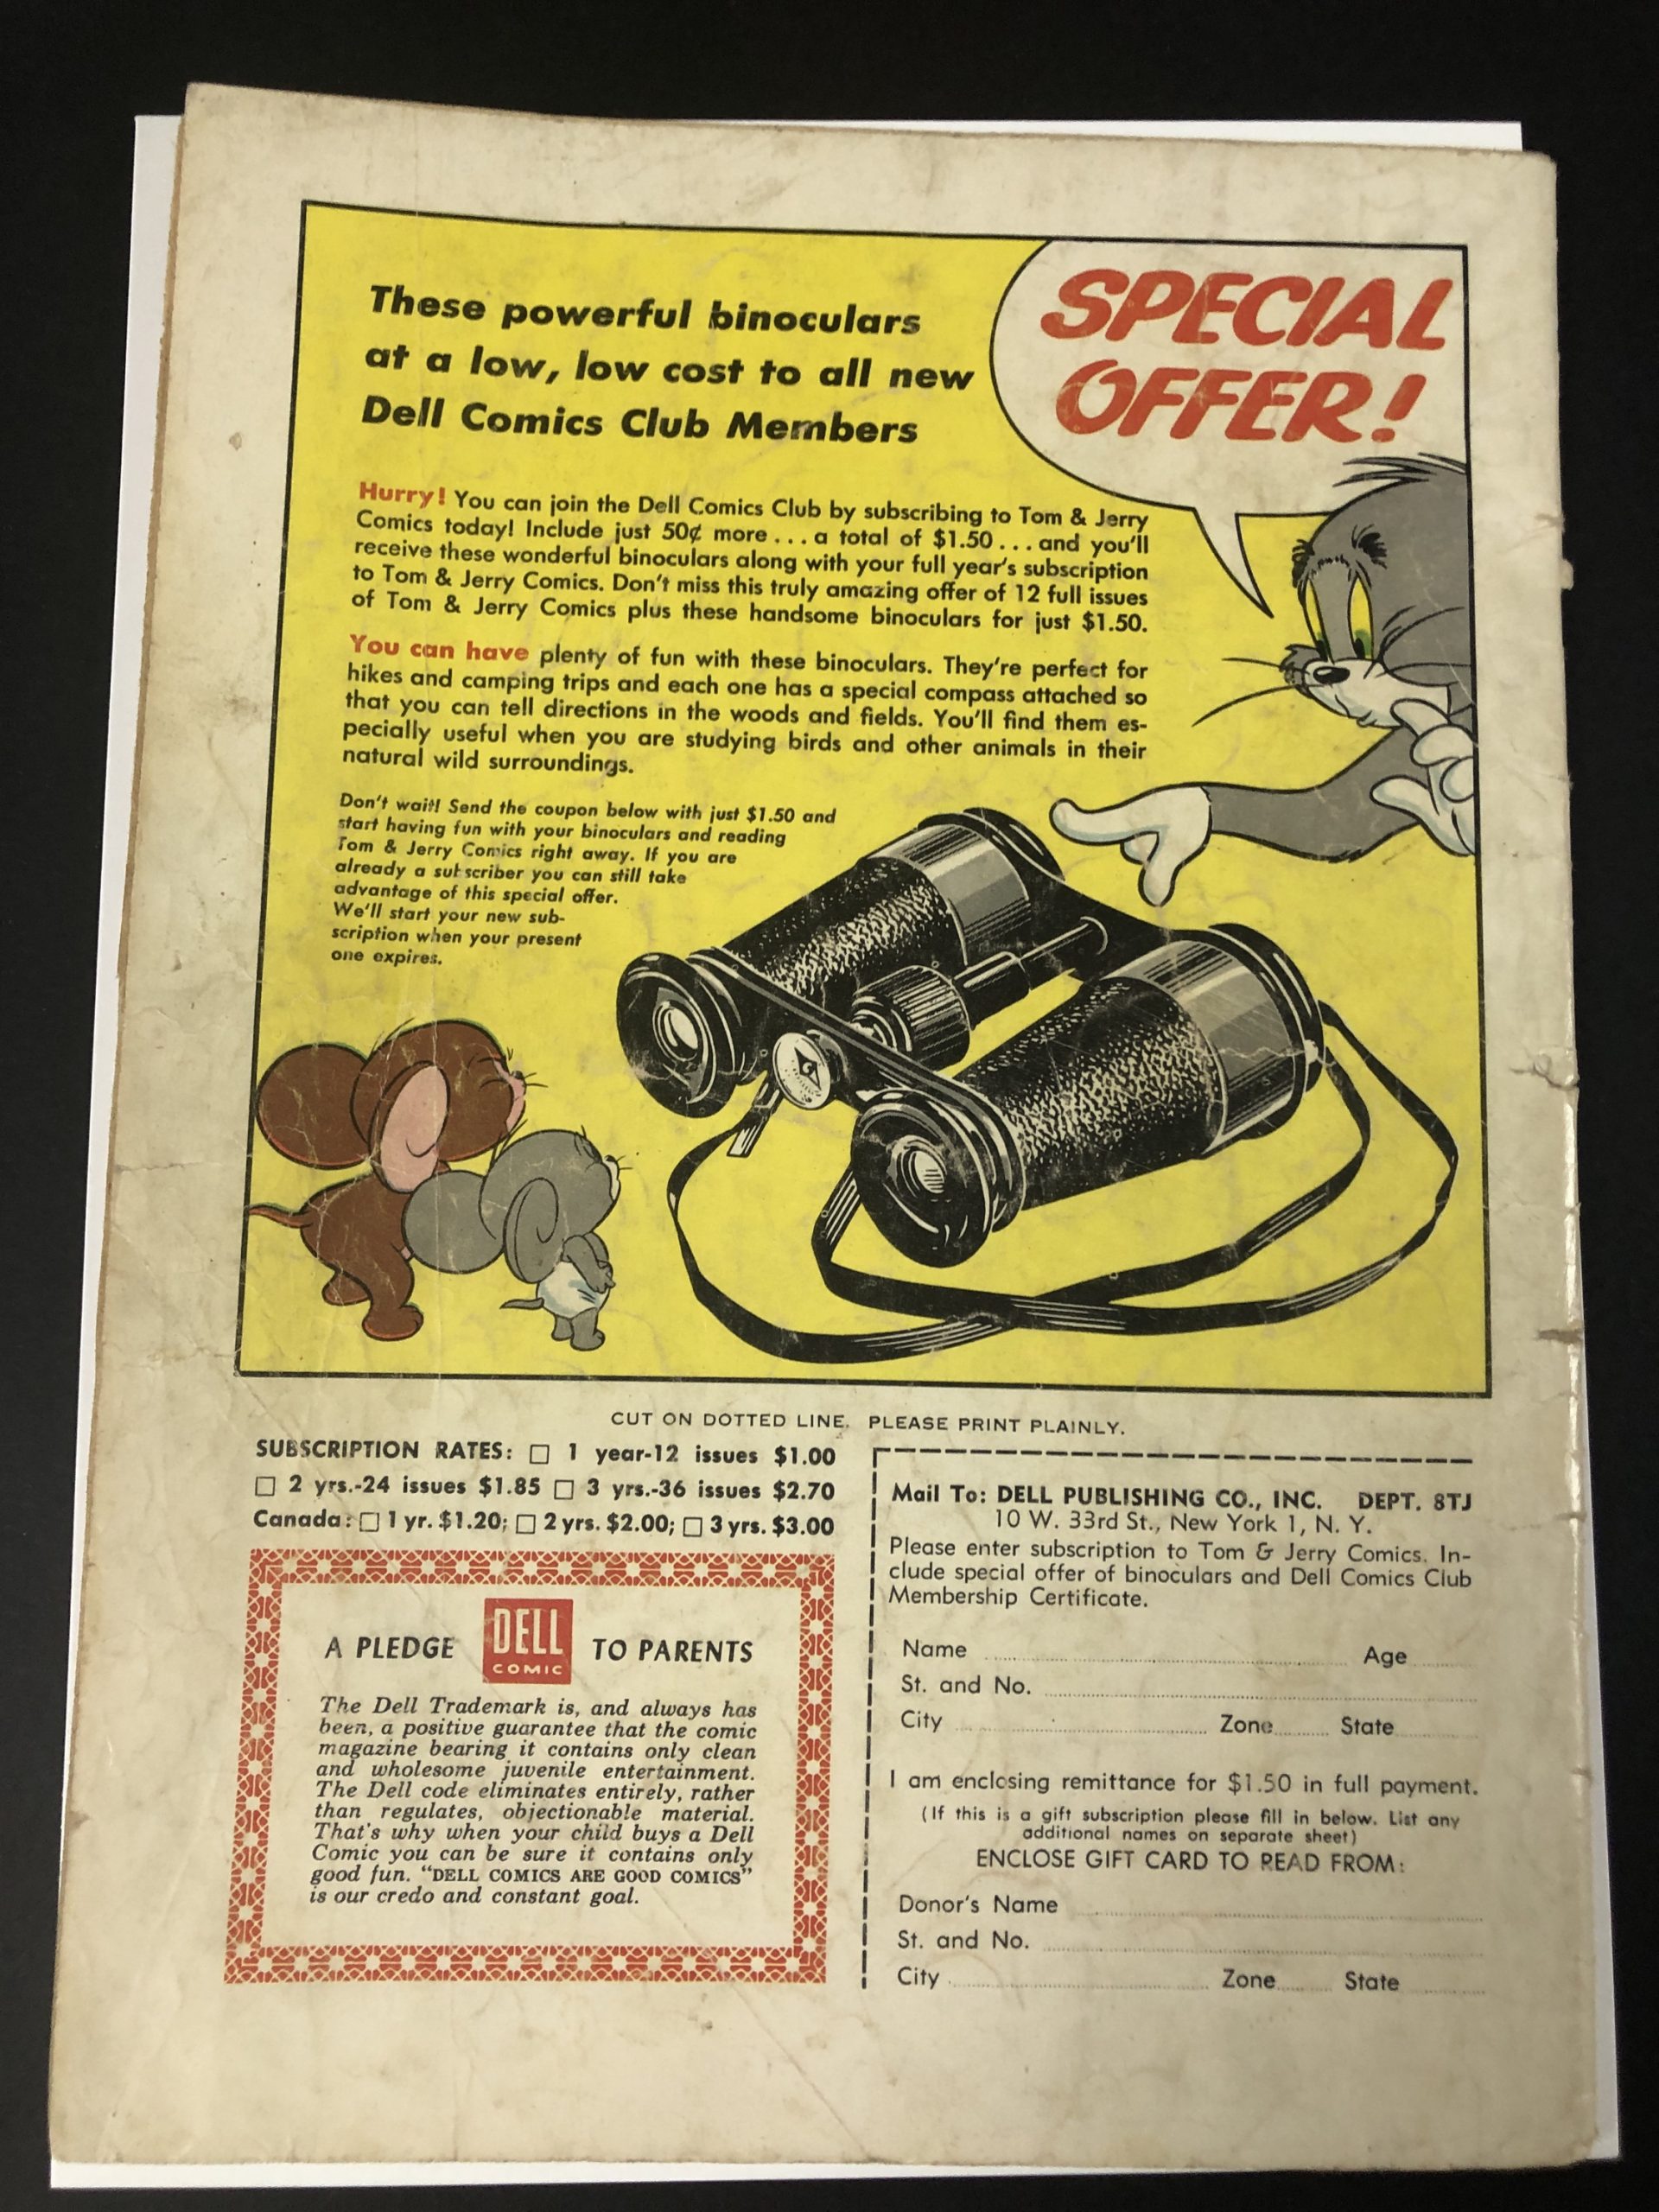 SPECIAL
OFFER!
These powerful binoculars
at a low, low cost to all new
Dell Comics Club Members
Hurry! You can join the Dell Comics Club by subscribing to Tom & Jerry
Comics today! Include just 50¢ more . . . a total of $1.50 . . . and you'll
receive these wonderful binoculars along with your full year's subscription
to Tom & Jerry Comics. Don't miss this truly amazing offer of 12 full issues
of Tom & Jerry Comics plus these handsome binoculars for just $1.50.
You can have plenty of fun with these binoculars. They're perfect for
hikes and camping trips and each one has a special compass attached so
that you can tell directions in the woods and fields. You'll find them es-
pecially useful when you are studying birds and other animals in their
natural wild surroundings.
Don't wait! Send the coupon below with just $1.50 and
start having fun with your binoculars and reading
Tom & Jerry Comics right away. If you are
already a subscriber you can still take
advantage of this special offer.
We'll start your new sub-
scription when your present
one expires.
CUT ON DOTTED LINE. PLEASE PRINT PLAINLY.
SUBSCRIPTION RATES: □ 1 year-12 issues $1.00
□ 2 yrs.-24 issues $1.85 □ 3 yrs.-36 issues $2.70
Canada: □ 1 yr. $1.20; □ 2 yrs. $2.00; □ 3 yrs. $3.00
A PLEDGE DELL COMIC TO PARENTS
The Dell Trademark is, and always has
been, a positive guarantee that the comic
magazine bearing it contains only clean
and wholesome juvenile entertainment.
The Dell code eliminates entirely, rather
than regulates, objectionable material.
That's why when your child buys a Dell
Comic you can be sure it contains only
good fun. "DELL COMICS ARE GOOD COMICS"
is our credo and constant goal.
Mail To: DELL PUBLISHING CO., INC. DEPT. 8TJ
10 W. 33rd St., New York 1, N. Y.
Please enter subscription to Tom & Jerry Comics. In-
clude special offer of binoculars and Dell Comics Club
Membership Certificate.
Name Age
St. and No.
City Zone State
I am enclosing remittance for $1.50 in full payment.
(If this is a gift subscription please fill in below. List any
additional names on separate sheet)
ENCLOSE GIFT CARD TO READ FROM:
Donor's Name
St. and No.
City Zone State